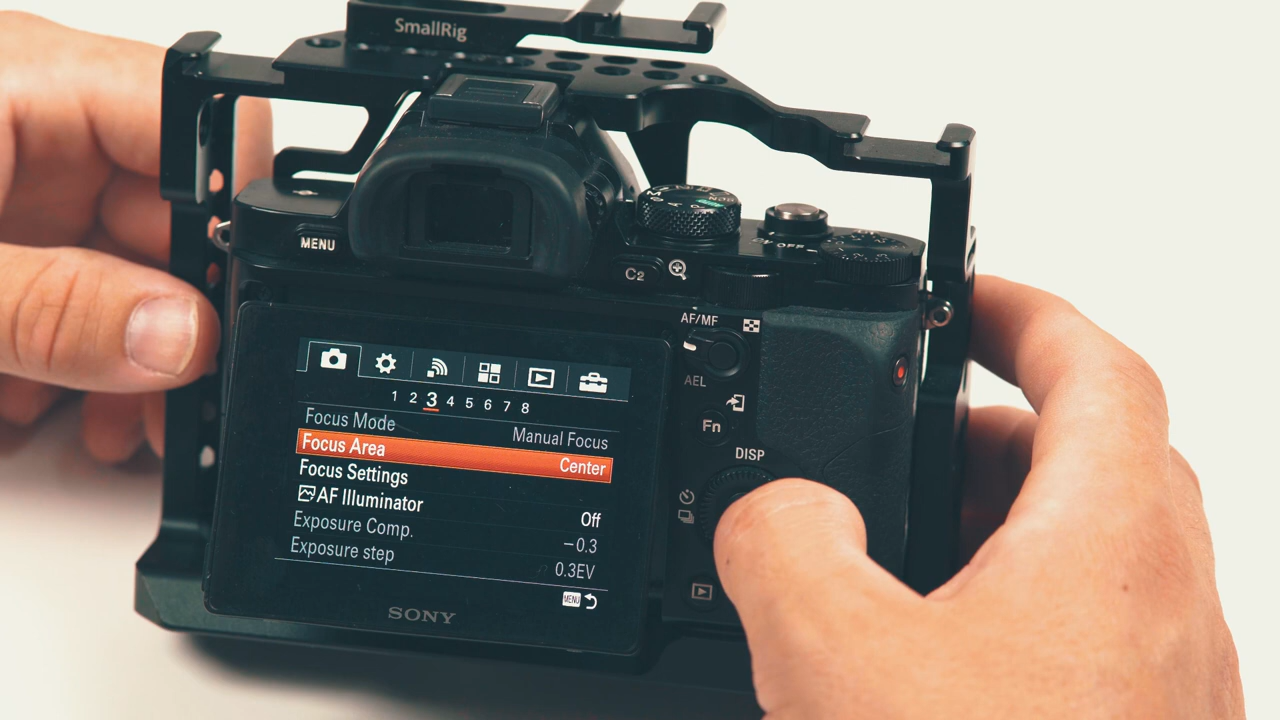 SmallRig
MENU
C2
ON-OFF
AF/MF
AEL
Fn
DISP
1 2 3 4 5 6 7 8
Focus Mode Manual Focus
Focus Area Center
Focus Settings
AF Illuminator Off
Exposure Comp. −0.3
Exposure step 0.3EV
MENU
SONY